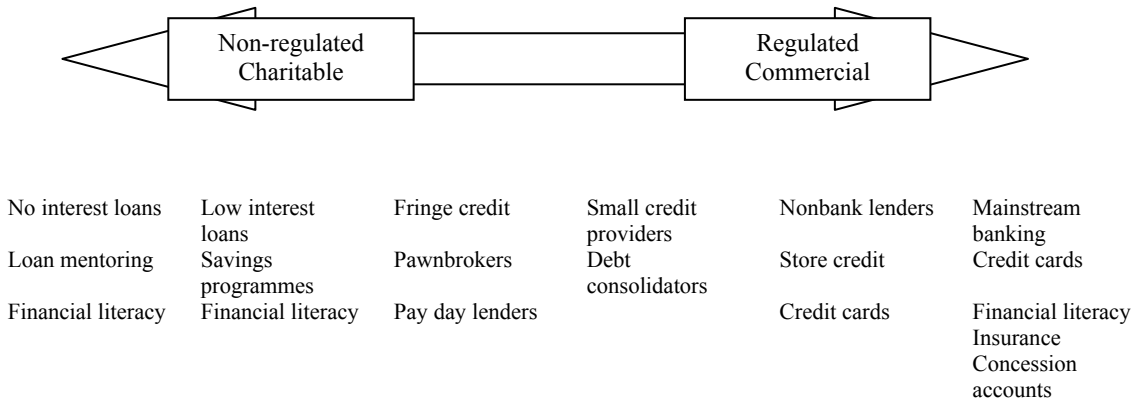 Non-regulated
Charitable
Regulated
Commercial
No interest loans
Low interest
loans
Fringe credit
Small credit
providers
Nonbank lenders
Mainstream
banking
Loan mentoring
Savings
programmes
Pawnbrokers
Debt
consolidators
Store credit
Credit cards
Financial literacy
Financial literacy
Pay day lenders
Credit cards
Financial literacy
Insurance
Concession
accounts